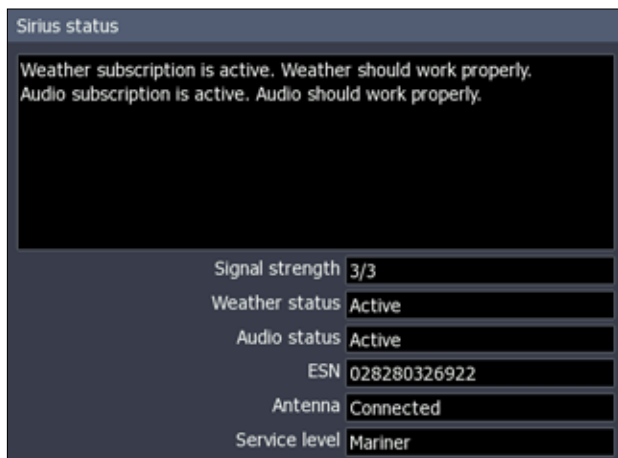 Sirius status
Weather subscription is active. Weather should work properly.
Audio subscription is active. Audio should work properly.
Signal strength 3/3
Weather status Active
Audio status Active
ESN 028280326922
Antenna Connected
Service level Mariner